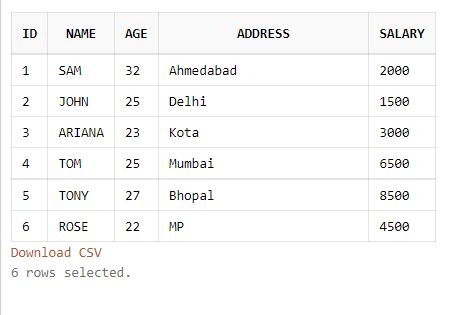 ID NAME AGE ADDRESS SALARY
1 SAM 32 Ahmedabad 2000
2 JOHN 25 Delhi 1500
3 ARIANA 23 Kota 3000
4 TOM 25 Mumbai 6500
5 TONY 27 Bhopal 8500
6 ROSE 22 MP 4500
Download CSV
6 rows selected.